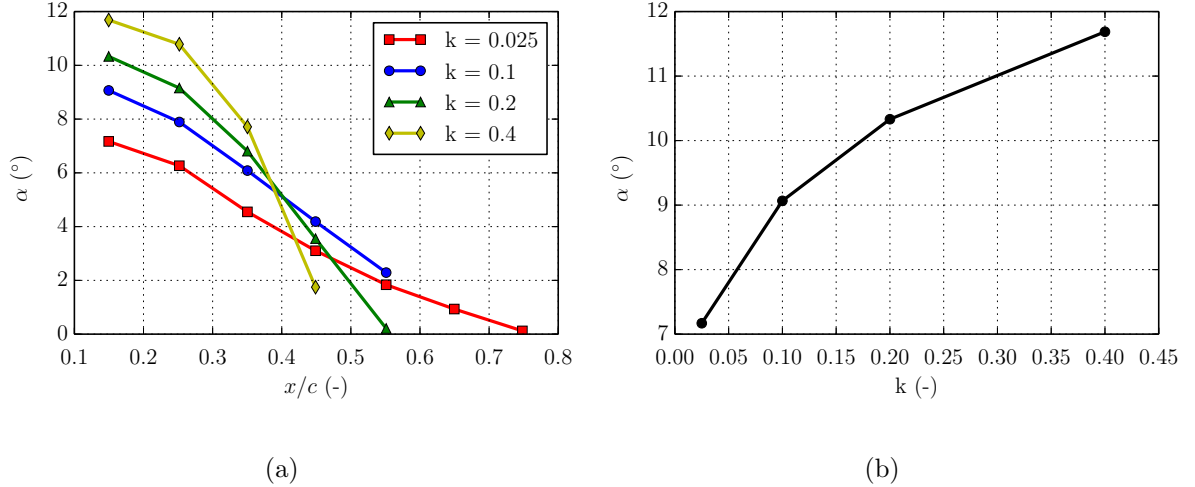 12
10
8
6
4
2
0
α (°)
0.1 0.2 0.3 0.4 0.5 0.6 0.7 0.8
x/c (-)
k = 0.025
k = 0.1
k = 0.2
k = 0.4
(a)
12
11
10
9
8
7
α (°)
0.00 0.05 0.10 0.15 0.20 0.25 0.30 0.35 0.40 0.45
k (-)
(b)